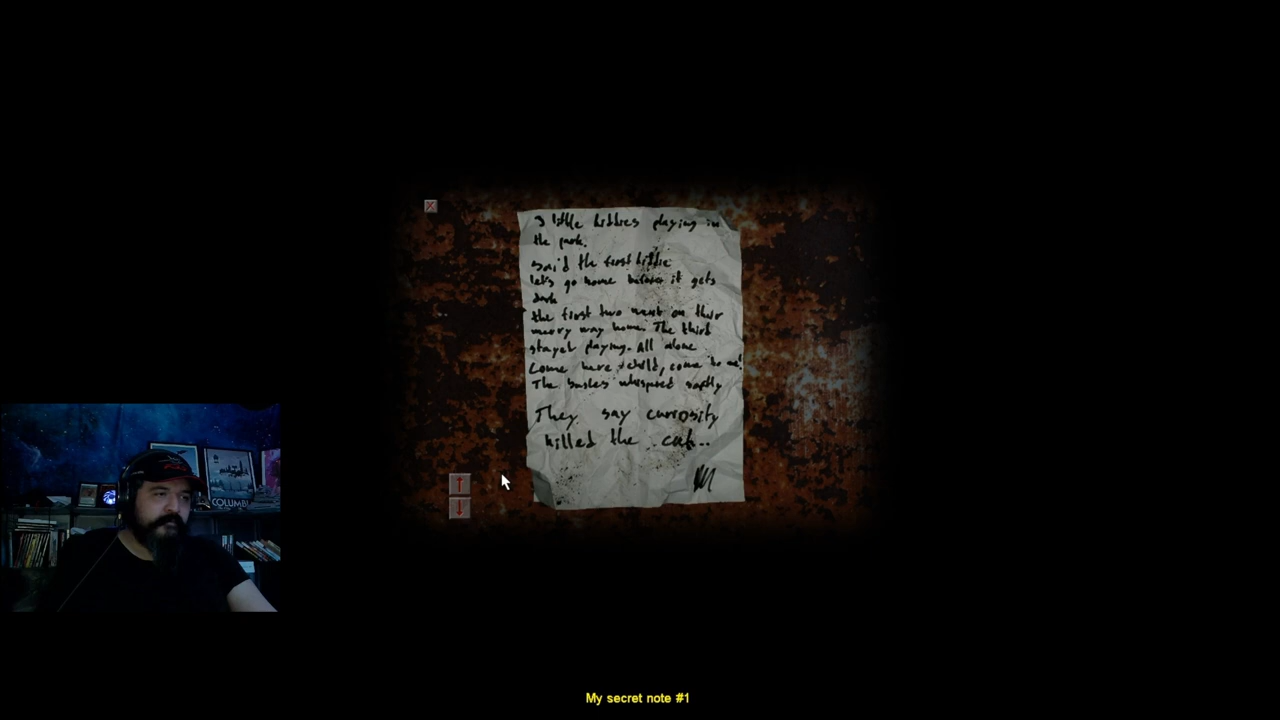 3 little kiddies playing in
the park.
said the first kiddie
let's go home before it gets
dark
the first two went on their
merry way home. The third
stayed playing. All alone
Come here child, come to me!
The bushes whispered softly
They say curiosity
killed the cat...
COLUMBI
My secret note #1